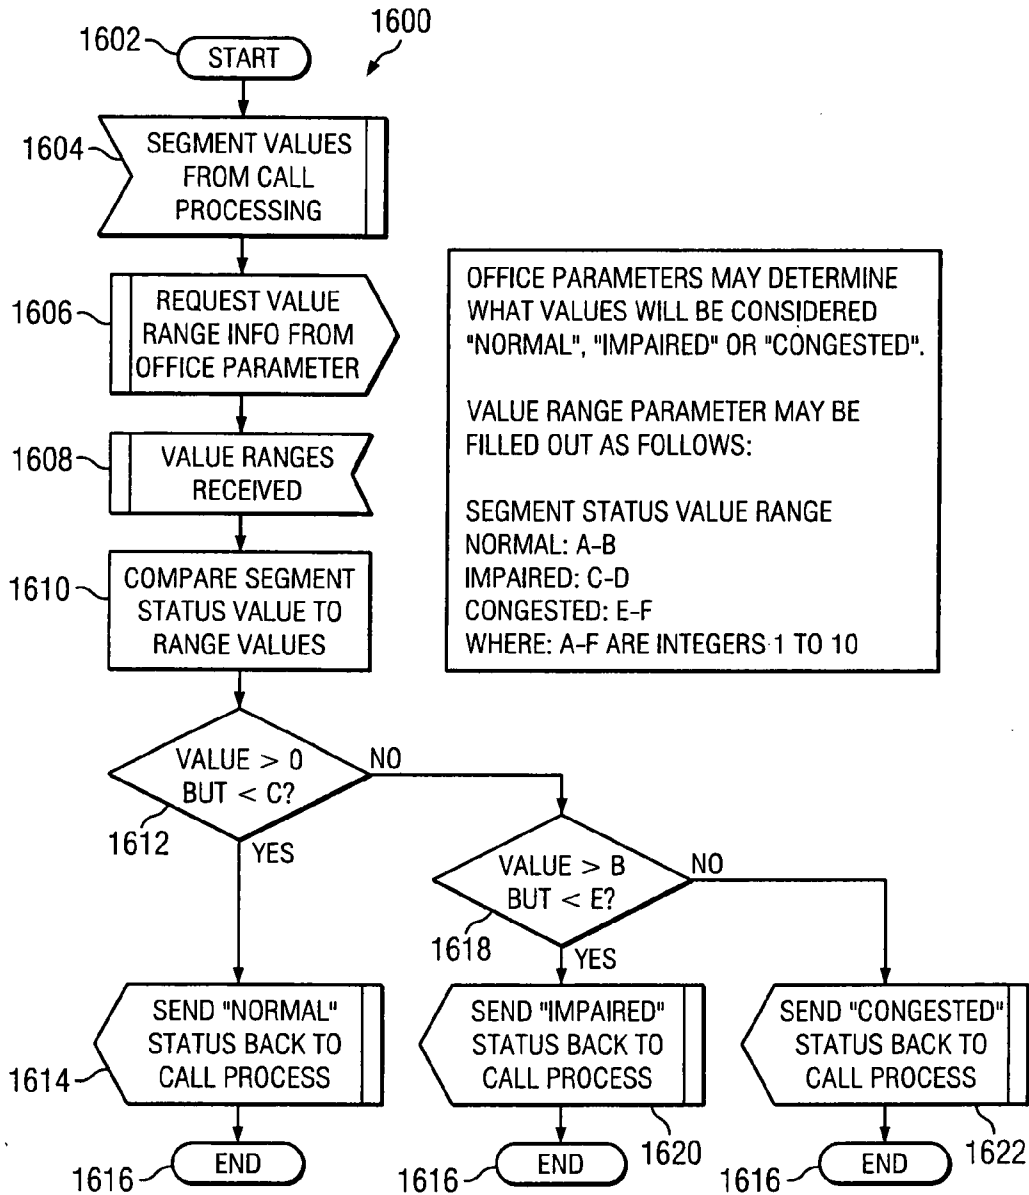 1600
1602
START
1604
SEGMENT VALUES
FROM CALL
PROCESSING
1606
REQUEST VALUE
RANGE INFO FROM
OFFICE PARAMETER
1608
VALUE RANGES
RECEIVED
1610
COMPARE SEGMENT
STATUS VALUE TO
RANGE VALUES
OFFICE PARAMETERS MAY DETERMINE
WHAT VALUES WILL BE CONSIDERED
"NORMAL", "IMPAIRED" OR "CONGESTED".
VALUE RANGE PARAMETER MAY BE
FILLED OUT AS FOLLOWS:
SEGMENT STATUS VALUE RANGE
NORMAL: A-B
IMPAIRED: C-D
CONGESTED: E-F
WHERE: A-F ARE INTEGERS 1 TO 10
VALUE > 0
BUT < C?
NO
1612
YES
VALUE > B
BUT < E?
NO
1618
YES
SEND "NORMAL"
STATUS BACK TO
CALL PROCESS
1614
SEND "IMPAIRED"
STATUS BACK TO
CALL PROCESS
1620
SEND "CONGESTED"
STATUS BACK TO
CALL PROCESS
1622
END
1616
END
1616
END
1616